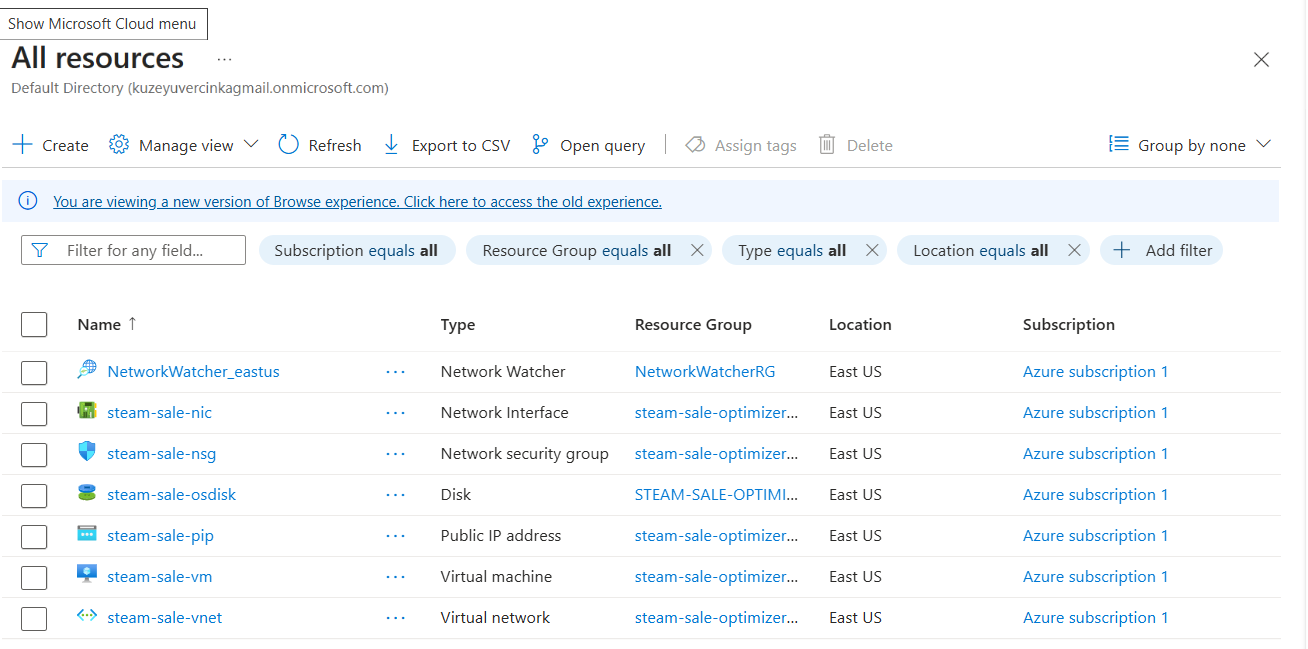 Show Microsoft Cloud menu
All resources ...
Default Directory (kuzeyuvercinkagmail.onmicrosoft.com)
Create Manage view Refresh Export to CSV Open query Assign tags Delete Group by none
You are viewing a new version of Browse experience. Click here to access the old experience.
Filter for any field... Subscription equals all Resource Group equals all Type equals all Location equals all Add filter
Name ↑ Type Resource Group Location Subscription
NetworkWatcher_eastus ... Network Watcher NetworkWatcherRG East US Azure subscription 1
steam-sale-nic ... Network Interface steam-sale-optimizer... East US Azure subscription 1
steam-sale-nsg ... Network security group steam-sale-optimizer... East US Azure subscription 1
steam-sale-osdisk ... Disk STEAM-SALE-OPTIMI... East US Azure subscription 1
steam-sale-pip ... Public IP address steam-sale-optimizer... East US Azure subscription 1
steam-sale-vm ... Virtual machine steam-sale-optimizer... East US Azure subscription 1
steam-sale-vnet ... Virtual network steam-sale-optimizer... East US Azure subscription 1